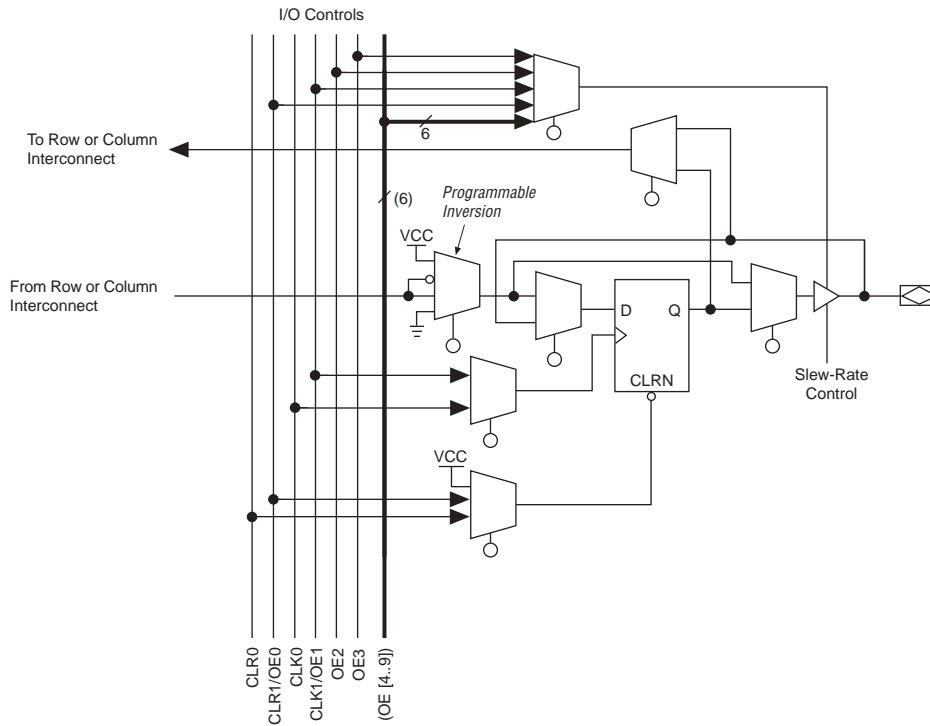 I/O Controls
6
To Row or Column
Interconnect
(6)
Programmable
Inversion
VCC
From Row or Column
Interconnect
D
Q
CLRN
Slew-Rate
Control
VCC
CLR0
CLR1/OE0
CLK0
CLK1/OE1
OE2
OE3
(OE [4..9])